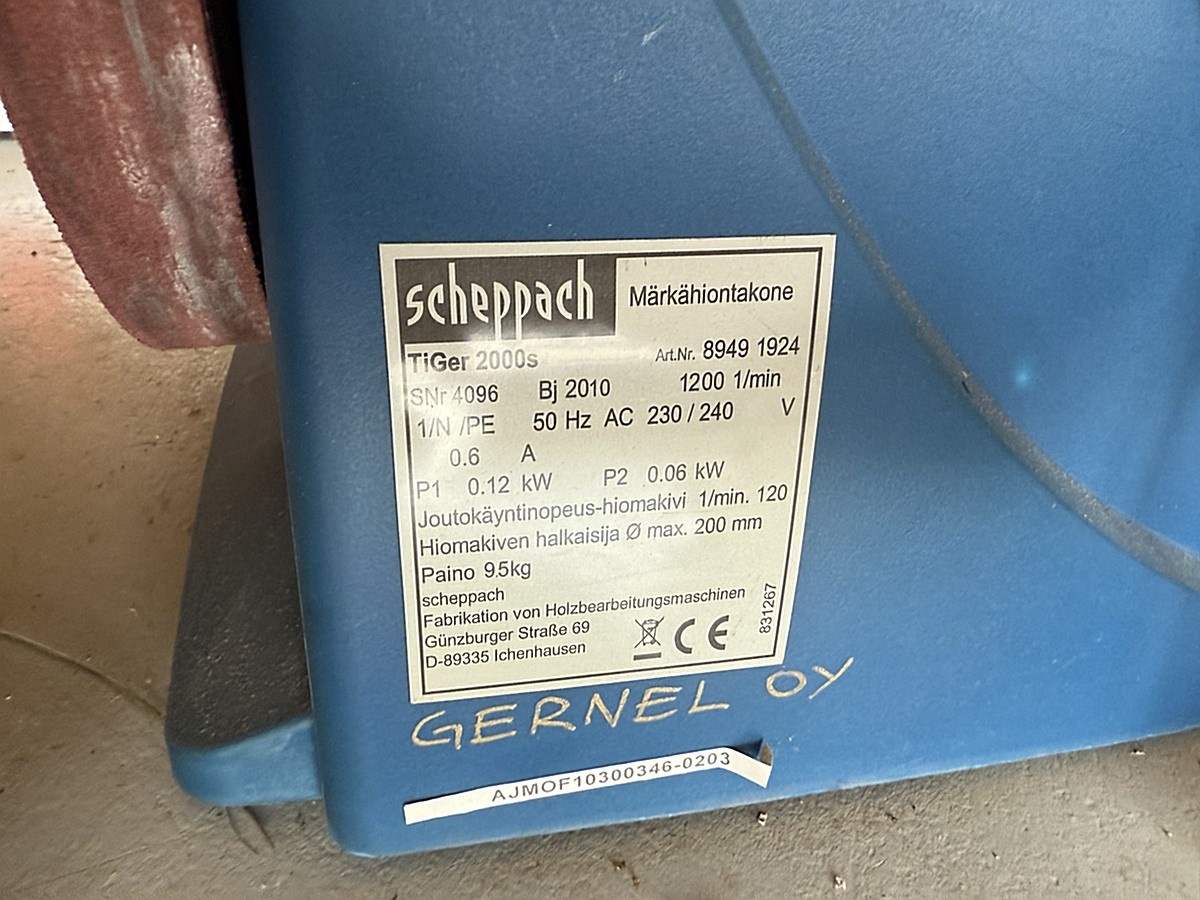 scheppach Märkähiontakone
TiGer 2000s Art.Nr. 8949 1924
SNr 4096 Bj 2010 1200 1/min
1/N /PE 50 Hz AC 230 / 240 V
0.6 A
P1 0.12 kW P2 0.06 kW
Joutokäyntinopeus-hiomakivi 1/min. 120
Hiomakiven halkaisija Ø max. 200 mm
Paino 9.5kg
scheppach
Fabrikation von Holzbearbeitungsmaschinen
Günzburger Straße 69
D-89335 Ichenhausen
CE
831267
GERNEL OY
AJMOF10300346-0203